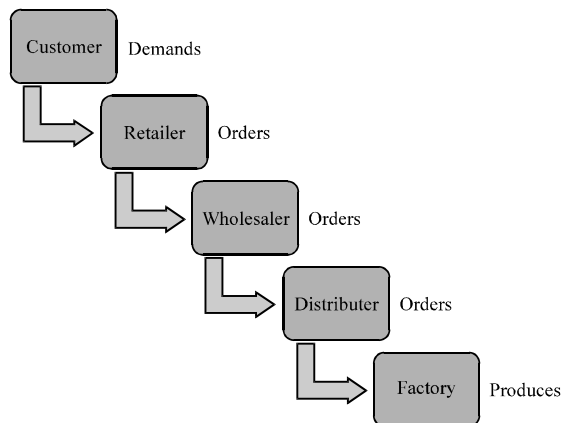 Customer Demands
Retailer Orders
Wholesaler Orders
Distributer Orders
Factory Produces